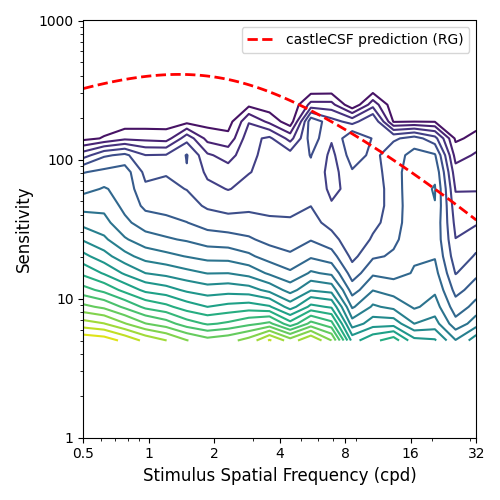 1000
castleCSF prediction (RG)
100
Sensitivity
10
1
0.5 1 2 4 8 16 32
Stimulus Spatial Frequency (cpd)